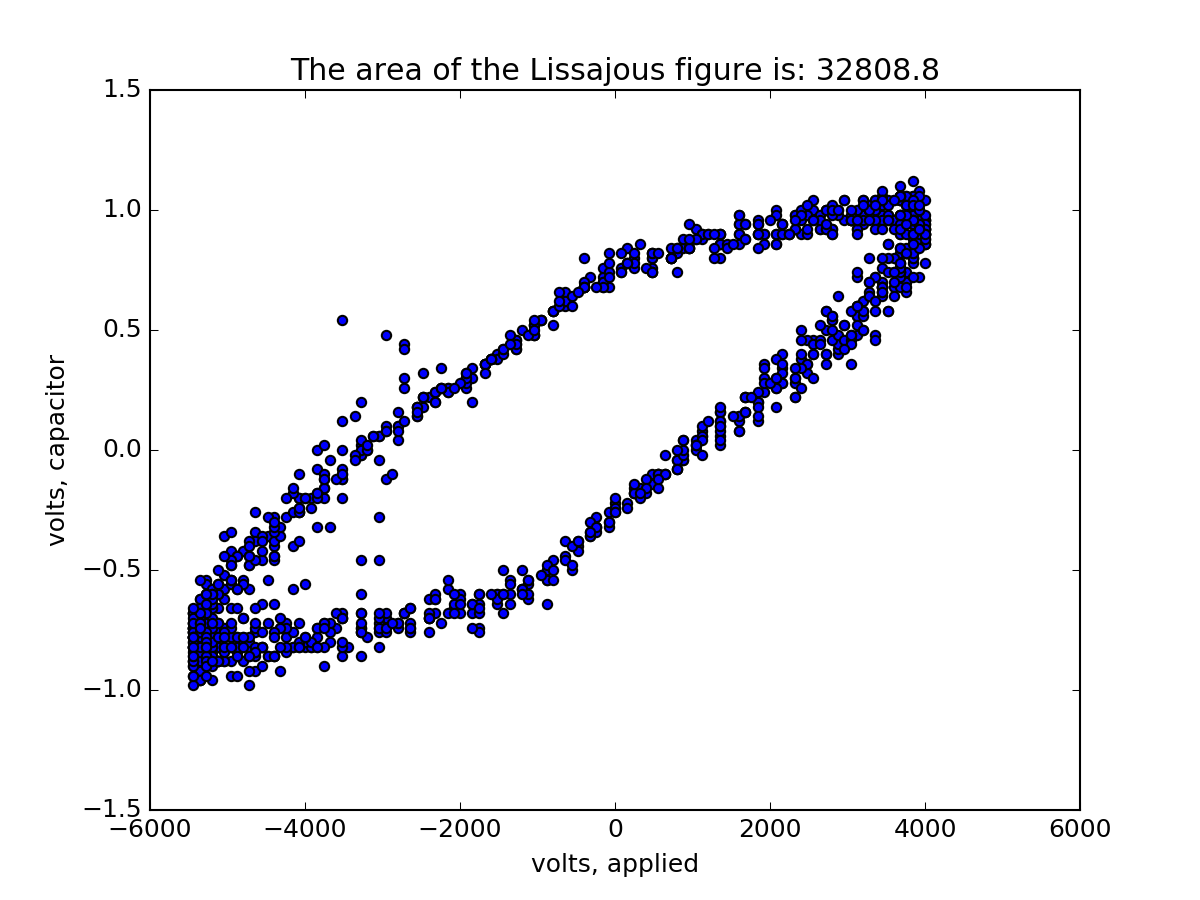 The area of the Lissajous figure is: 32808.8
1.5
1.0
0.5
0.0
−0.5
−1.0
−1.5
volts, capacitor
−6000 −4000 −2000 0 2000 4000 6000
volts, applied